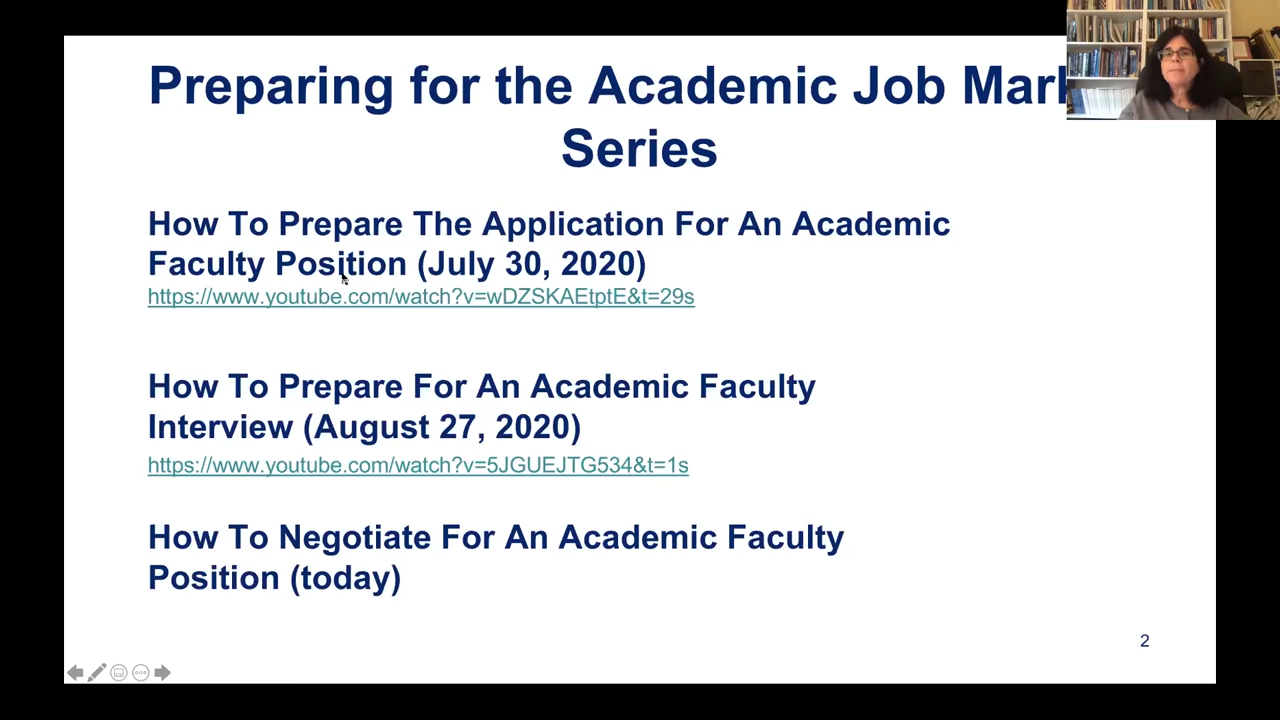 Preparing for the Academic Job Mark
Series
How To Prepare The Application For An Academic
Faculty Position (July 30, 2020)
https://www.youtube.com/watch?v=wDZSKAEtptE&t=29s
How To Prepare For An Academic Faculty
Interview (August 27, 2020)
https://www.youtube.com/watch?v=5JGUEJTG534&t=1s
How To Negotiate For An Academic Faculty
Position (today)
2